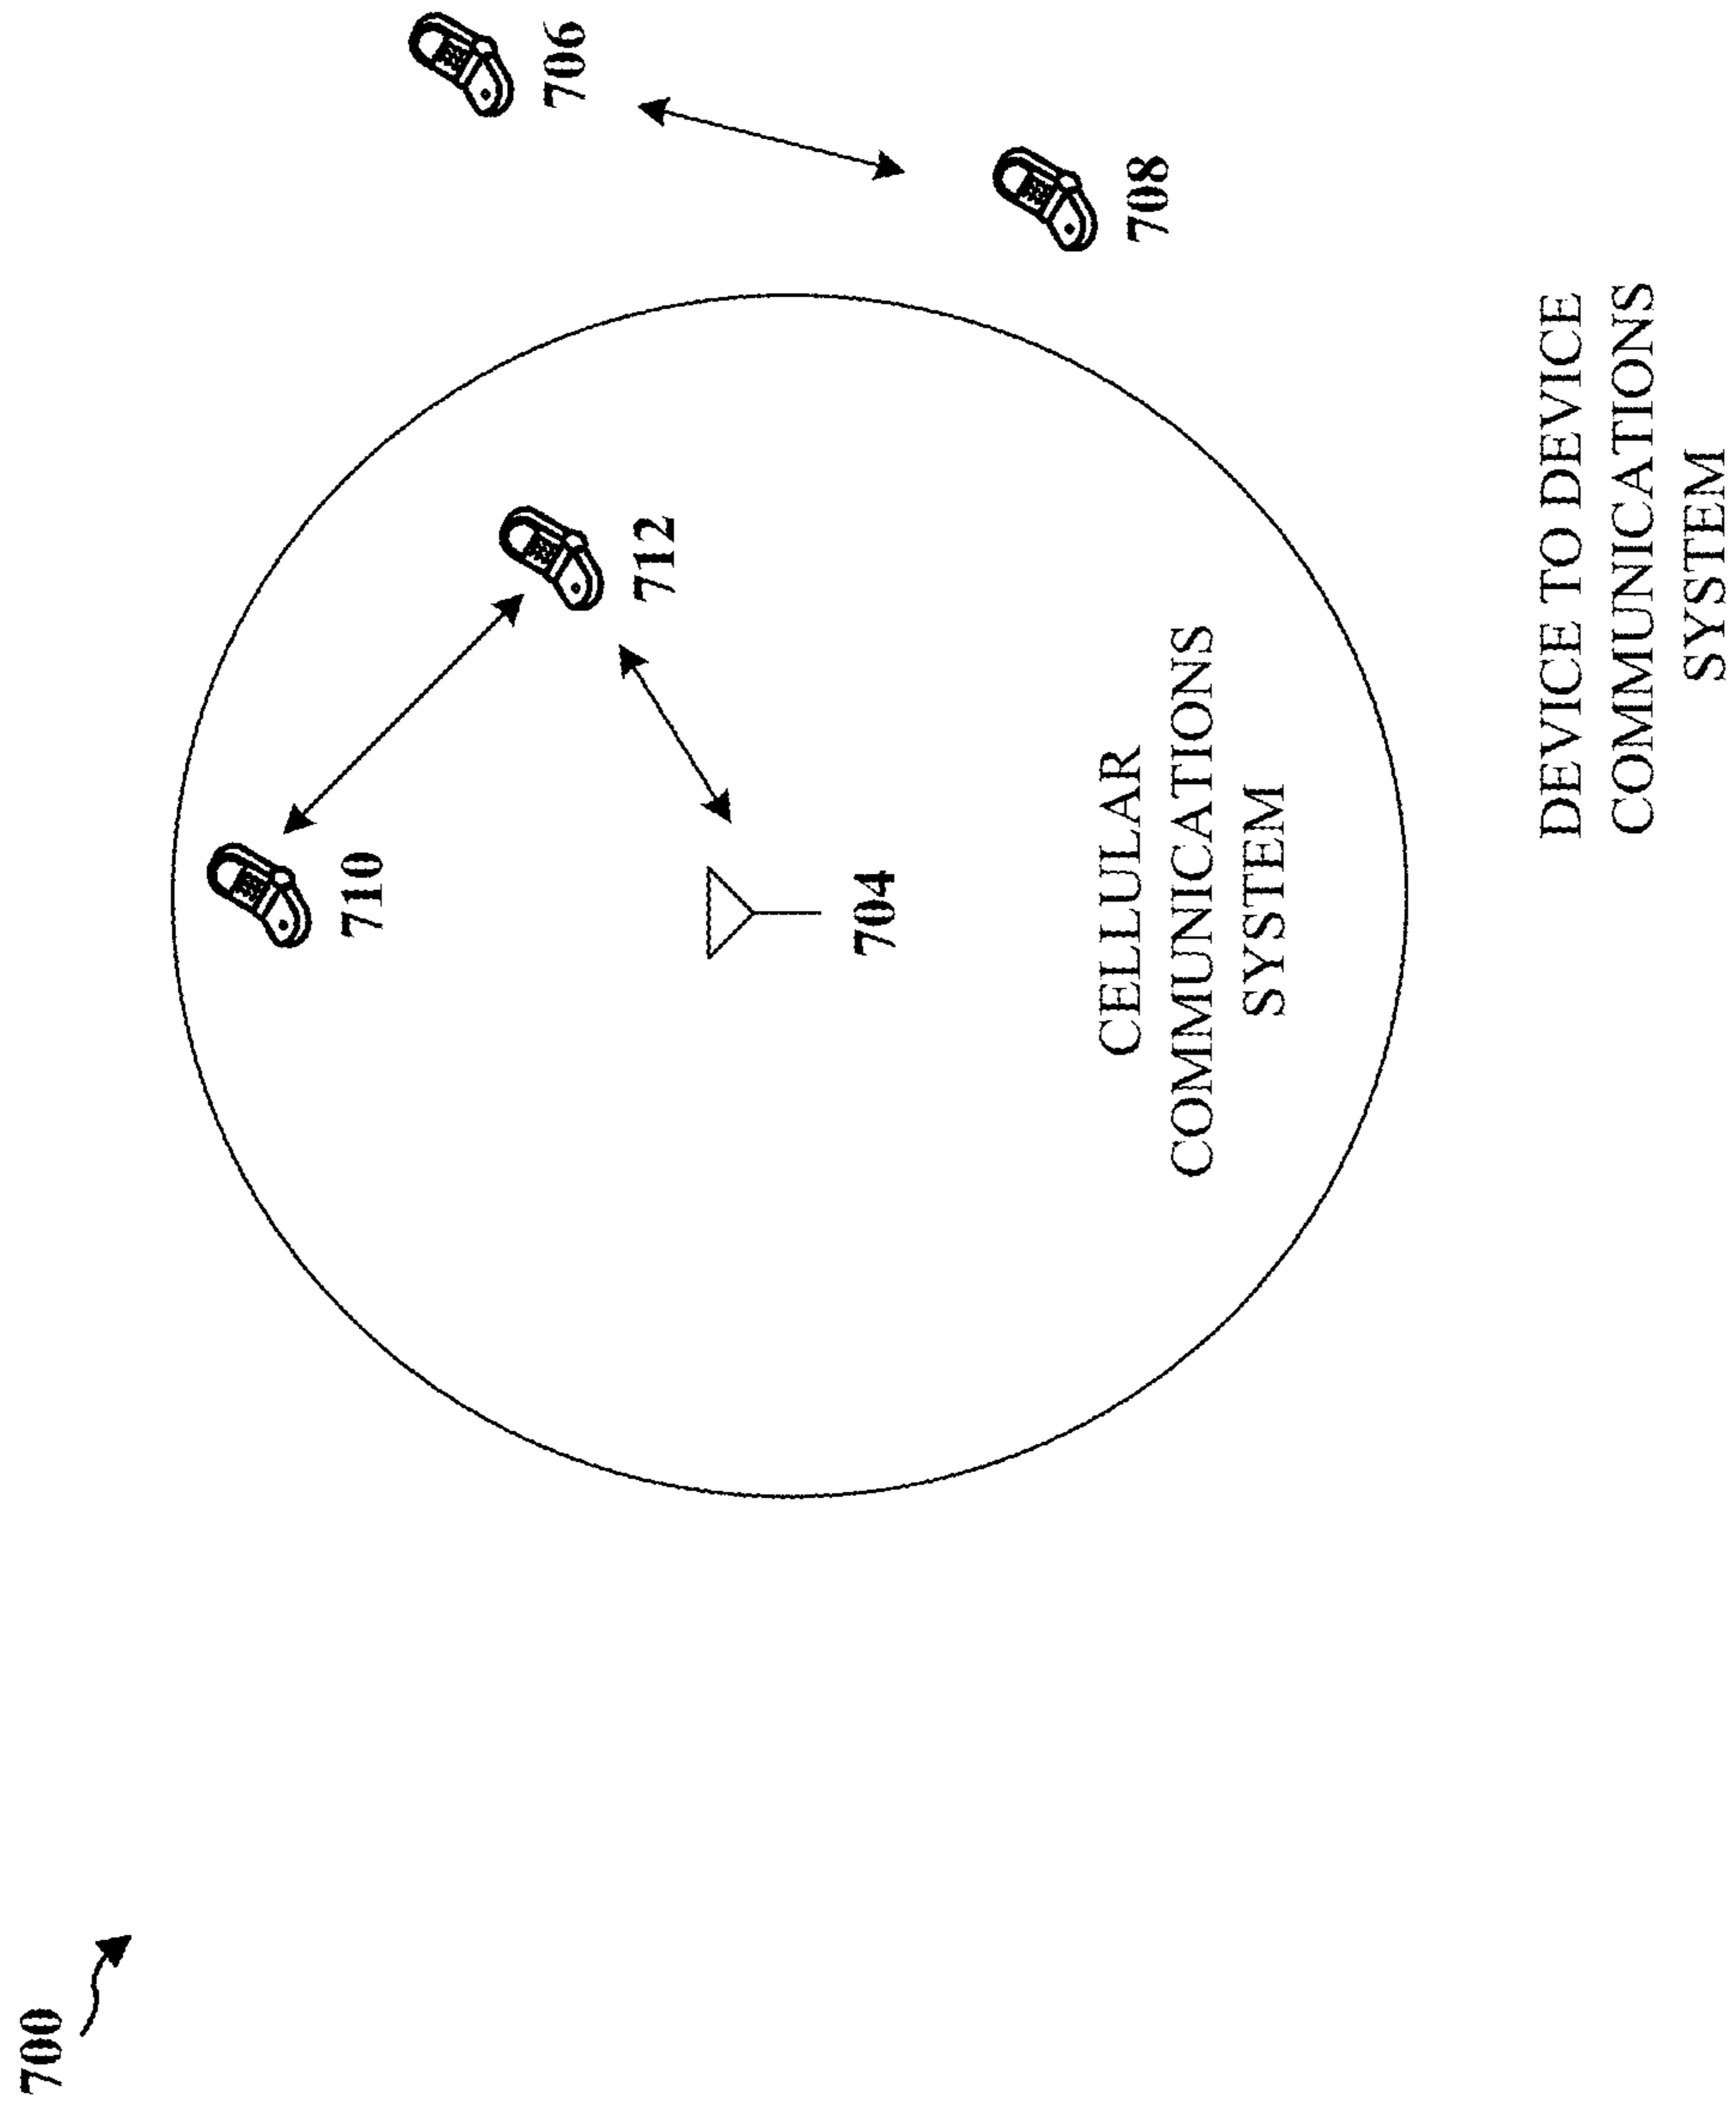 700
710
712
704
706
708
CELLULAR
COMMUNICATIONS
SYSTEM
DEVICE TO DEVICE
COMMUNICATIONS
SYSTEM